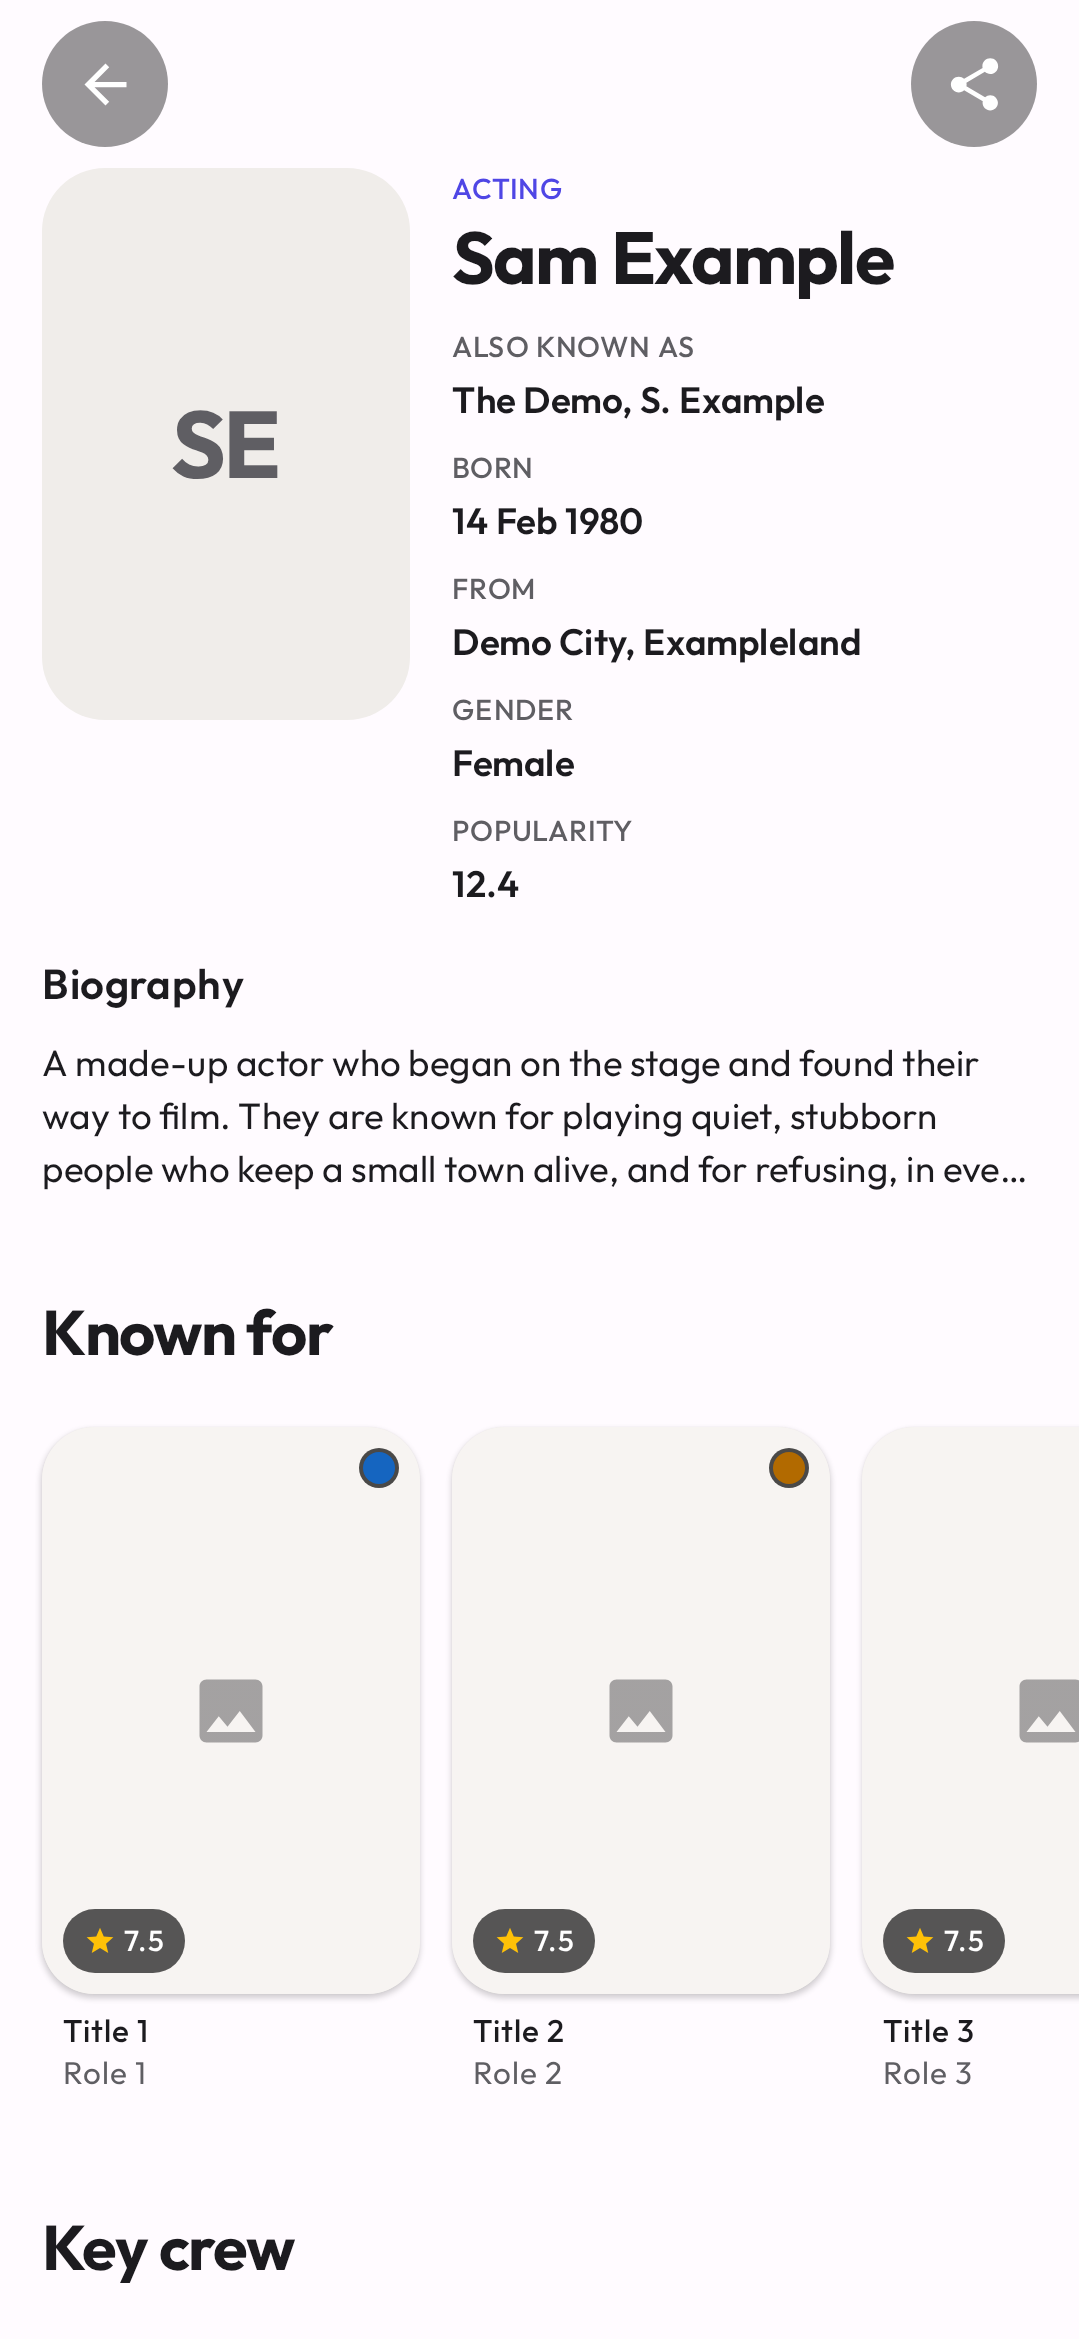 ACTING
Sam Example
ALSO KNOWN AS
The Demo, S. Example
BORN
14 Feb 1980
FROM
Demo City, Exampleland
GENDER
Female
POPULARITY
12.4
SE
Biography
A made-up actor who began on the stage and found their
way to film. They are known for playing quiet, stubborn
people who keep a small town alive, and for refusing, in eve...
Known for
7.5
7.5
7.5
Title 1
Role 1
Title 2
Role 2
Title 3
Role 3
Key crew